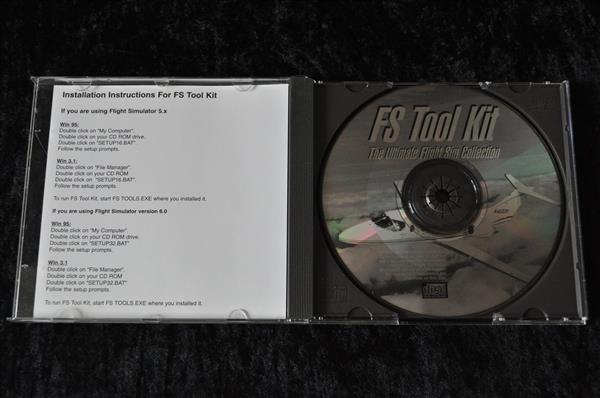 Installation Instructions For FS Tool Kit
If you are using Flight Simulator 5.x
Win 95:
Double click on "My Computer".
Double click on your CD ROM drive.
Double click on "SETUP16.BAT".
Follow the setup prompts.
Win 3.1:
Double click on "File Manager".
Double click on your CD ROM
Double click on "SETUP16.BAT".
Follow the setup prompts.
To run FS Tool Kit, start FS TOOLS.EXE where you installed it.
If you are using Flight Simulator version 6.0
Win 95:
Double click on "My Computer".
Double click on your CD ROM drive.
Double click on "SETUP32.BAT"
Follow the setup prompts.
Win 3.1
Double click on "File Manager".
Double click on your CD ROM
Double click on "SETUP32.BAT"
Follow the setup prompts.
To run FS Tool Kit, start FS TOOLS.EXE where you installed it.
FS Tool Kit
The Ultimate Flight Sim Collection